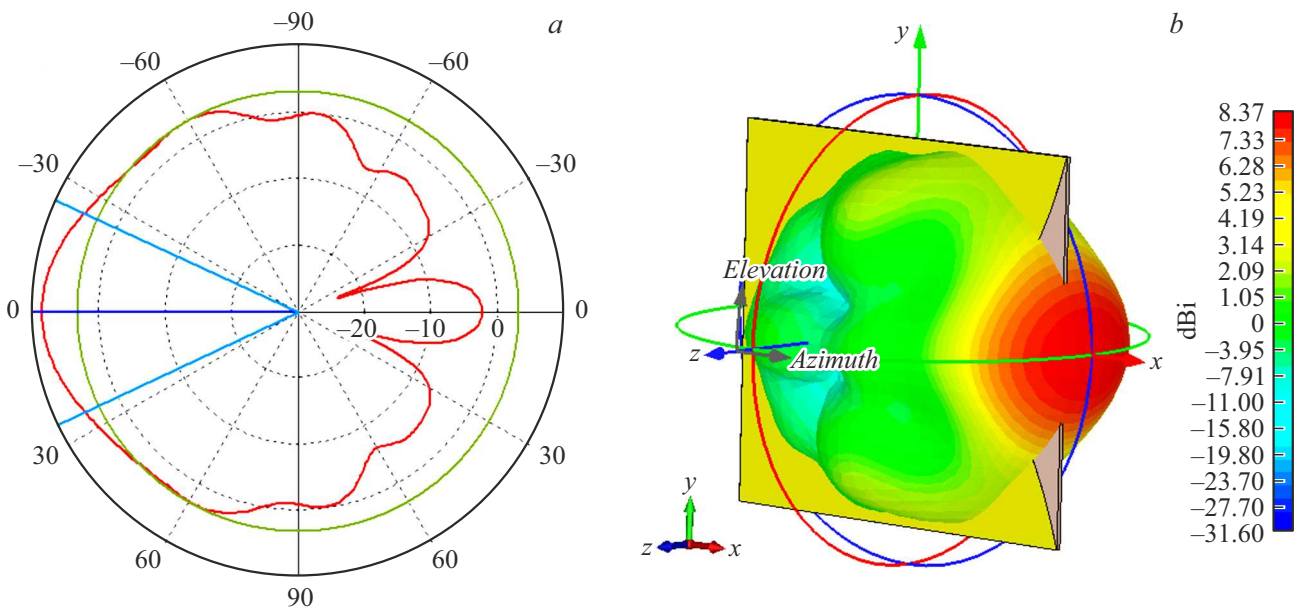 a
–90
–60
–60
–30
–30
0
–20
–10
0
0
30
30
60
60
90
b
y
Elevation
z
Azimuth
x
y
z
x
dBi
8.37
7.33
6.28
5.23
4.19
3.14
2.09
1.05
0
–3.95
–7.91
–11.00
–15.80
–19.80
–23.70
–27.70
–31.60